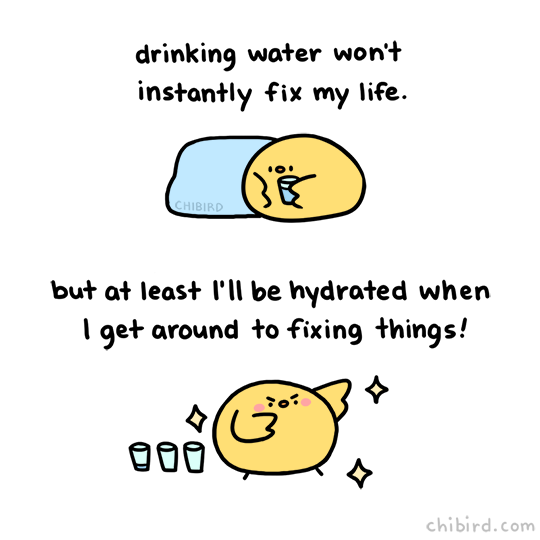 drinking water won't
instantly fix my life.
CHIBIRD
but at least I'll be hydrated when
I get around to fixing things!
chibird.com